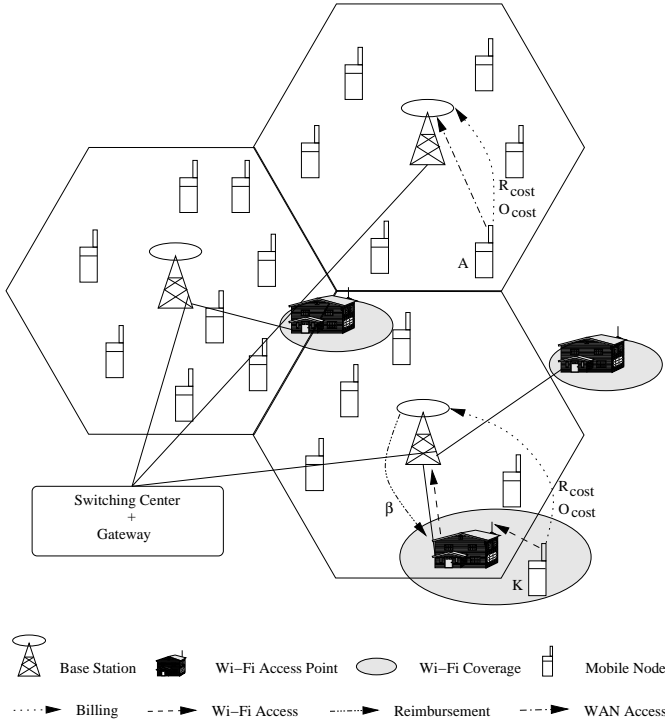 R cost
O cost
A
R cost
O cost
β
K
Switching Center
+
Gateway
Base Station
Wi–Fi Access Point
Wi–Fi Coverage
Mobile Node
Billing
Wi–Fi Access
Reimbursement
WAN Access